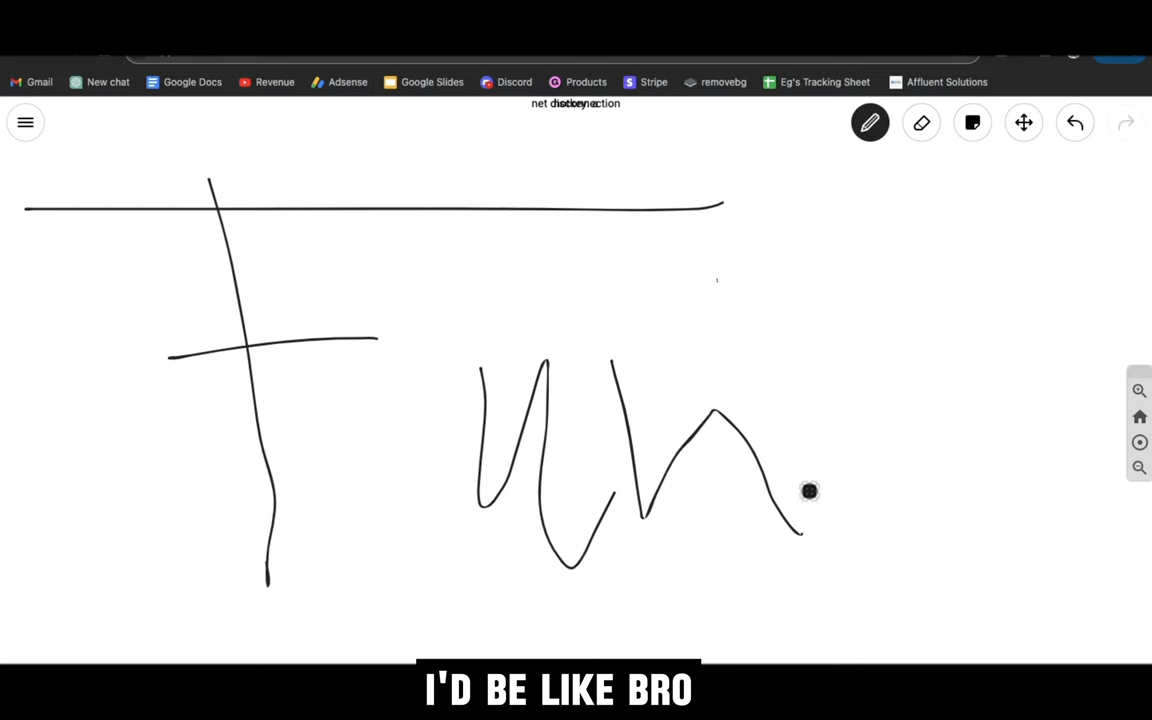 Gmail New chat Google Docs Revenue Adsense Google Slides Discord Products Stripe removebg Eg's Tracking Sheet Affluent Solutions
Fun
I'D BE LIKE BRO